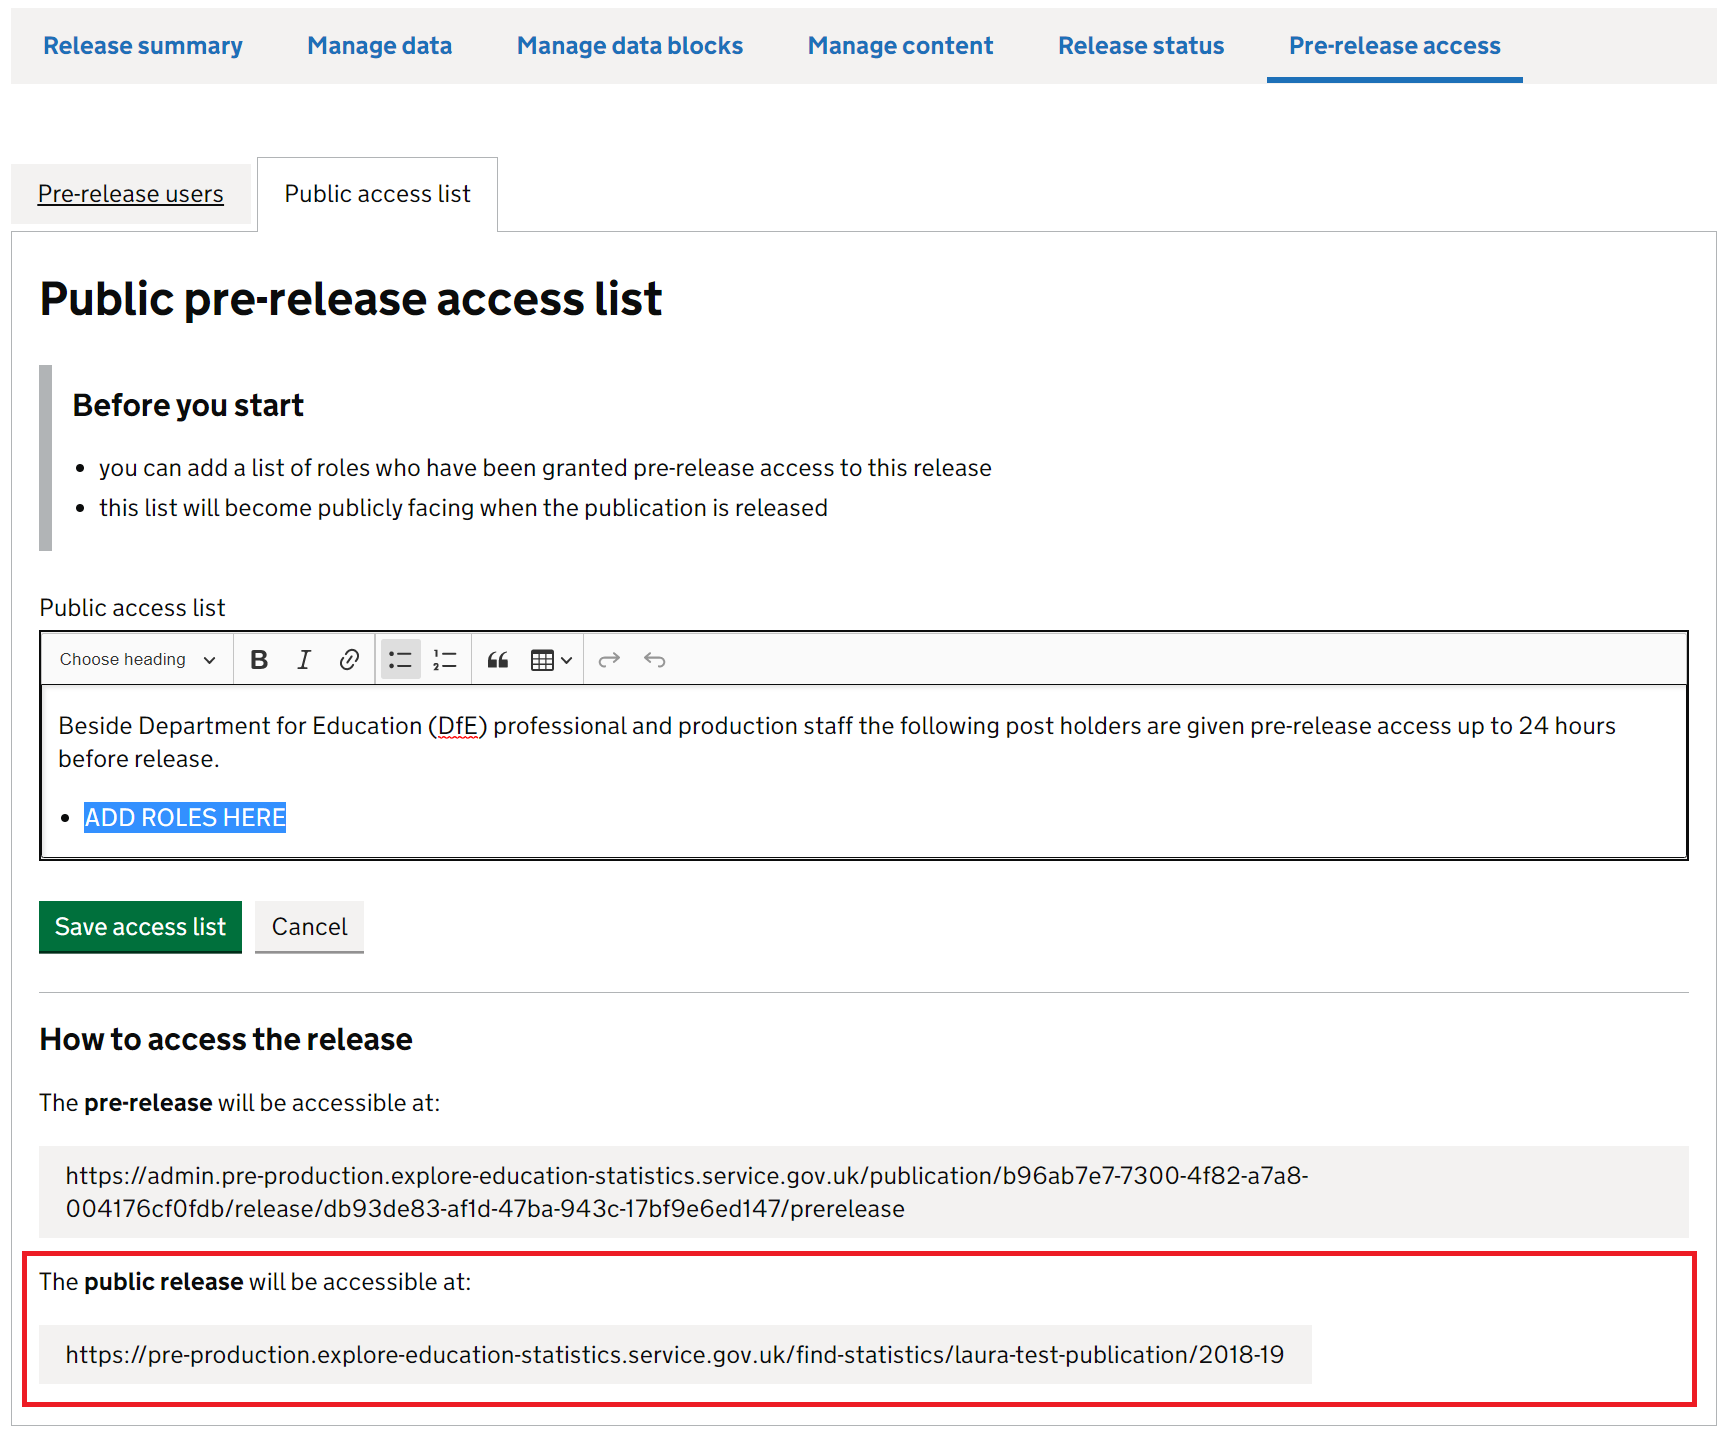 Release summary Manage data Manage data blocks Manage content Release status Pre-release access
Pre-release users Public access list
Public pre-release access list
Before you start
• you can add a list of roles who have been granted pre-release access to this release
• this list will become publicly facing when the publication is released
Public access list
Choose heading B I
Beside Department for Education (DfE) professional and production staff the following post holders are given pre-release access up to 24 hours
before release.
• ADD ROLES HERE
Save access list Cancel
How to access the release
The pre-release will be accessible at:
https://admin.pre-production.explore-education-statistics.service.gov.uk/publication/b96ab7e7-7300-4f82-a7a8-
004176cf0fdb/release/db93de83-af1d-47ba-943c-17bf9e6ed147/prerelease
The public release will be accessible at:
https://pre-production.explore-education-statistics.service.gov.uk/find-statistics/laura-test-publication/2018-19